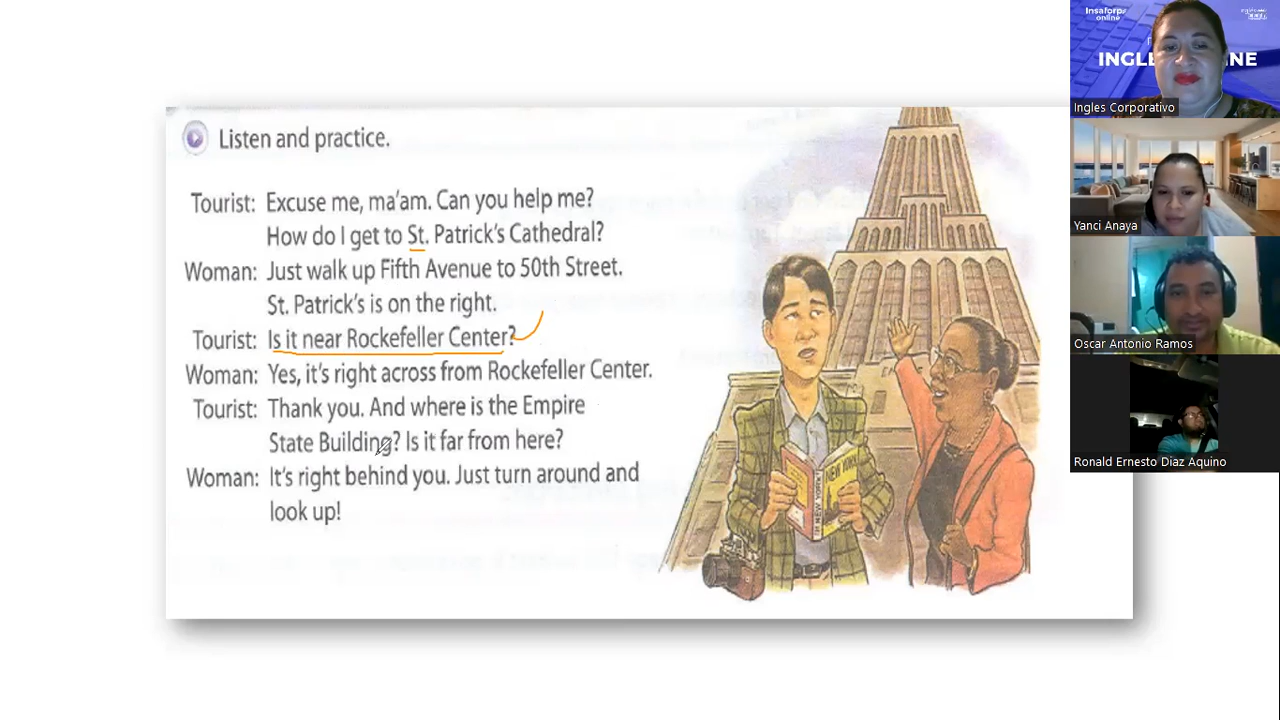 Listen and practice.
Tourist: Excuse me, ma'am. Can you help me?
How do I get to St. Patrick's Cathedral?
Woman: Just walk up Fifth Avenue to 50th Street.
St. Patrick's is on the right.
Tourist: Is it near Rockefeller Center?
Woman: Yes, it's right across from Rockefeller Center.
Tourist: Thank you. And where is the Empire
State Building? Is it far from here?
Woman: It's right behind you. Just turn around and
look up!
NEW YORK
Insaforp
online
Ingles Corporativo
Yanci Anaya
Oscar Antonio Ramos
Ronald Ernesto Diaz Aquino